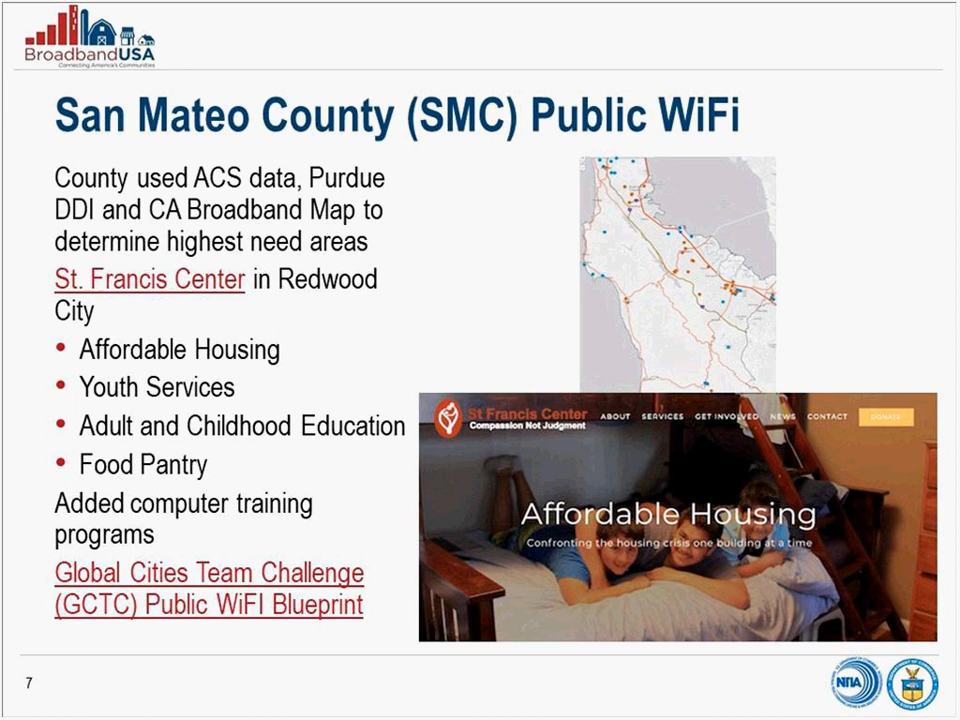 BroadbandUSA
Connecting America's Communities
San Mateo County (SMC) Public WiFi
County used ACS data, Purdue
DDI and CA Broadband Map to
determine highest need areas
St. Francis Center in Redwood
City
• Affordable Housing
• Youth Services
• Adult and Childhood Education
• Food Pantry
Added computer training
programs
Global Cities Team Challenge
(GCTC) Public WiFI Blueprint
St Francis Center
Compassion Not Judgment
ABOUT SERVICES GET INVOLVED NEWS CONTACT DONATE
Affordable Housing
Confronting the housing crisis one building at a time
7
NTIA